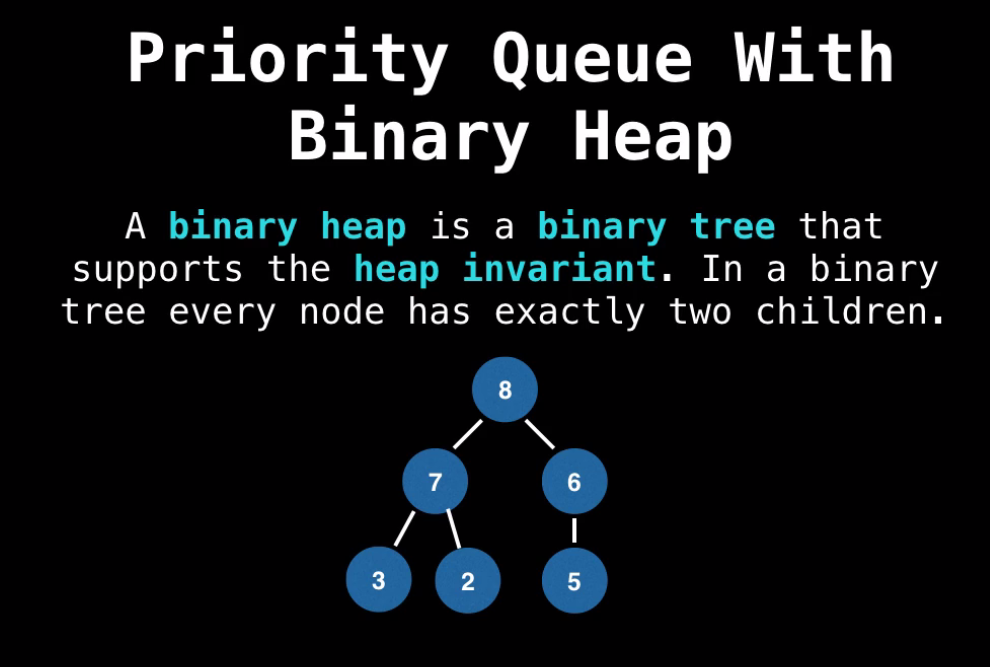 Priority Queue With
Binary Heap
A binary heap is a binary tree that
supports the heap invariant. In a binary
tree every node has exactly two children.
8
7 6
3 2 5